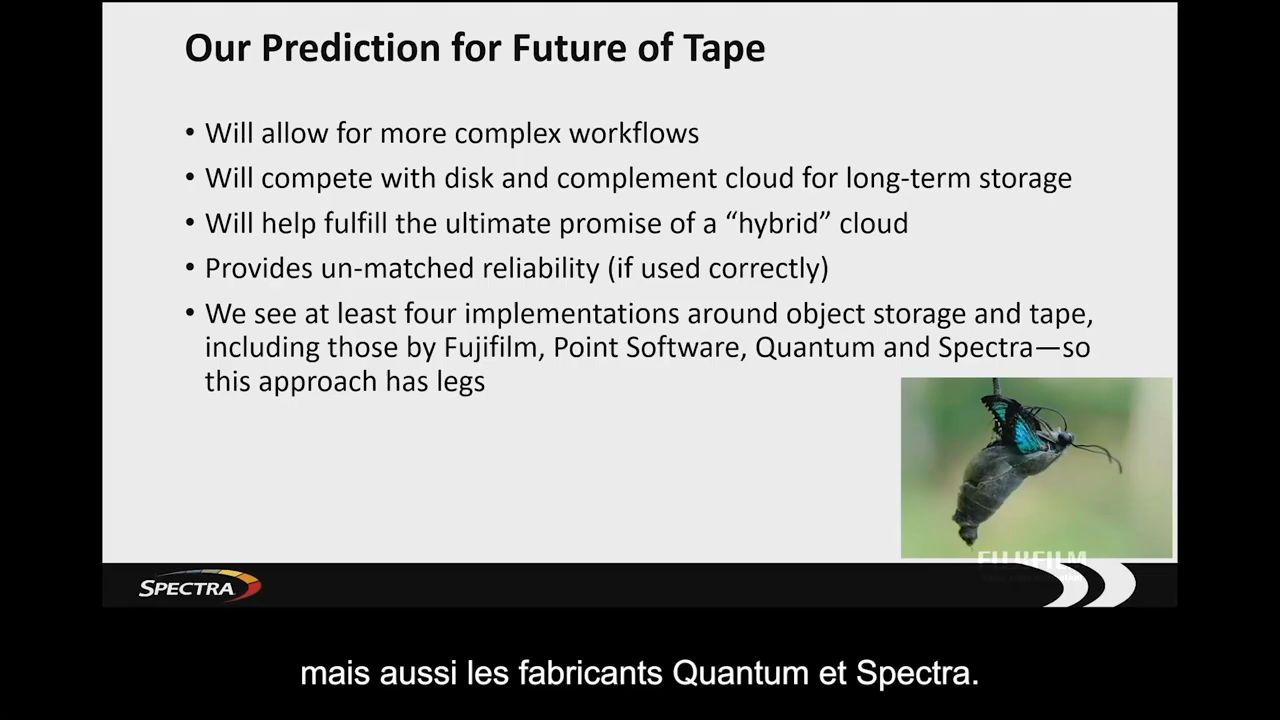 Our Prediction for Future of Tape
• Will allow for more complex workflows
• Will compete with disk and complement cloud for long-term storage
• Will help fulfill the ultimate promise of a “hybrid” cloud
• Provides un-matched reliability (if used correctly)
• We see at least four implementations around object storage and tape,
including those by Fujifilm, Point Software, Quantum and Spectra—so
this approach has legs
FUJIFILM
SPECTRA
mais aussi les fabricants Quantum et Spectra.